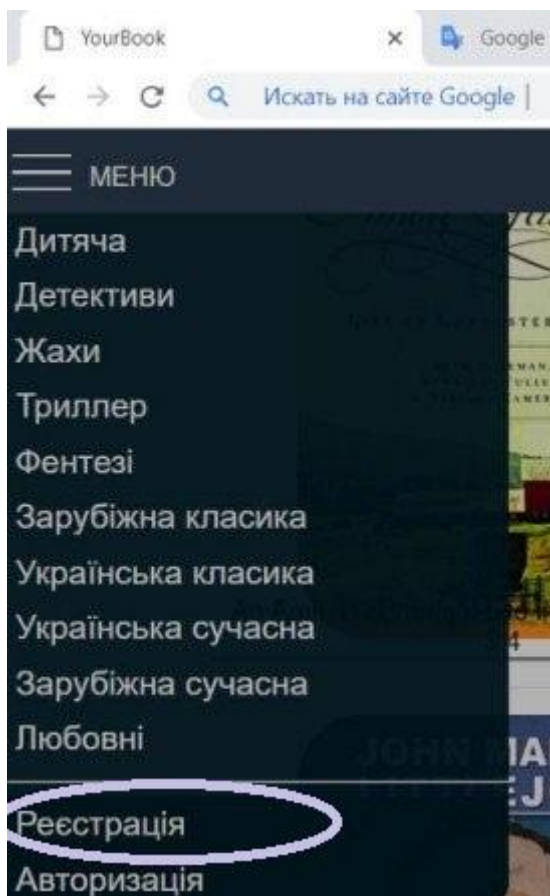 YourBook × Google
Искать на сайте Google
МЕНЮ
Дитяча
Детективи
Жахи
Триллер
Фентезі
Зарубіжна класика
Українська класика
Українська сучасна
Зарубіжна сучасна
Любовні
JOHN
Реєстрація
Авторизація